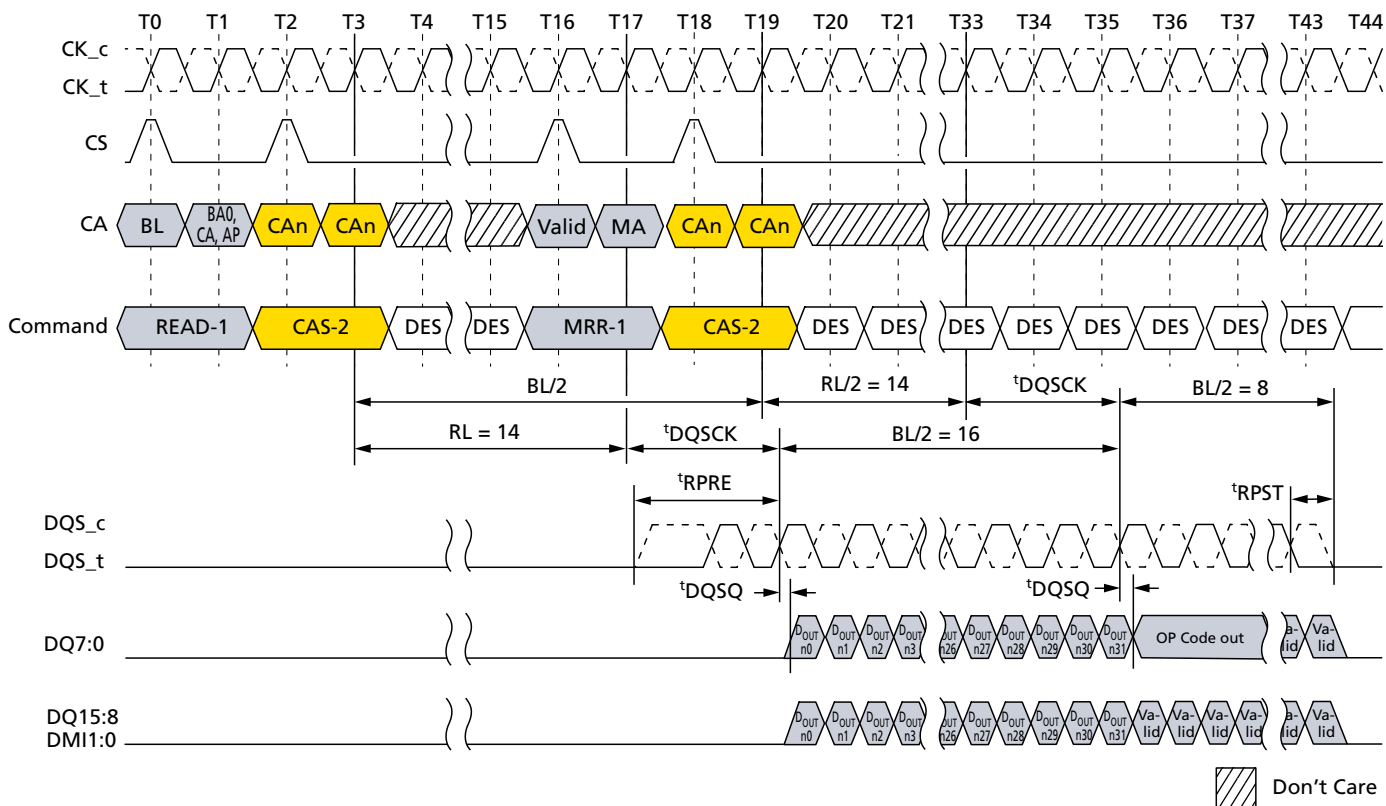 T0 T1 T2 T3 T4 T15 T16 T17 T18 T19 T20 T21 T33 T34 T35 T36 T37 T43 T44
CK_c
CK_t
CS
CA BL BA0, CA, AP CAn CAn Valid MA CAn CAn
Command READ-1 CAS-2 DES DES MRR-1 CAS-2 DES DES DES DES DES DES DES DES
BL/2 RL/2 = 14 tDQSCK BL/2 = 8
RL = 14 tDQSCK BL/2 = 16
tRPRE tRPST
DQS_c
DQS_t
tDQSQ tDQSQ
DQ7:0 DOUT n0 DOUT n1 DOUT n2 DOUT n3 OUT n26 DOUT n27 DOUT n28 DOUT n29 DOUT n30 DOUT n31 OP Code out a-lid Va-lid
DQ15:8
DMI1:0 DOUT n0 DOUT n1 DOUT n2 DOUT n3 OUT n26 DOUT n27 DOUT n28 DOUT n29 DOUT n30 DOUT n31 Va-lid Va-lid Va-lid Va-lid a-lid Va-lid
Don't Care